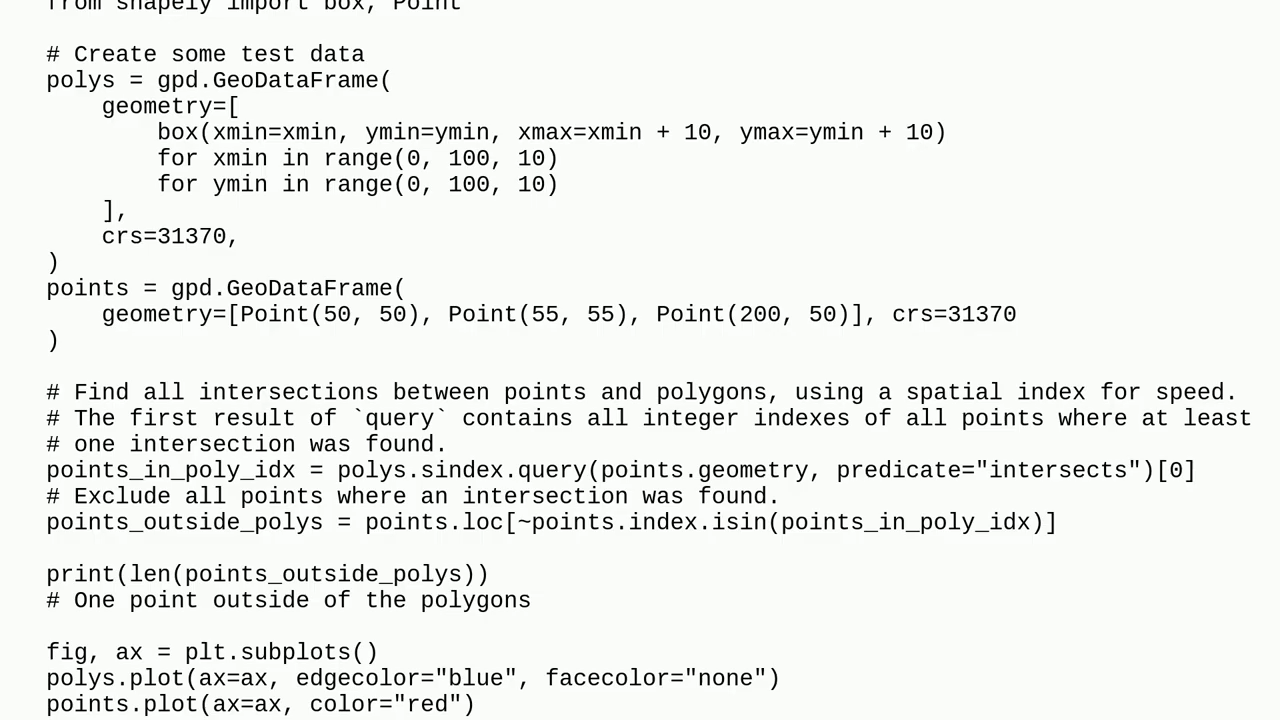 from shapely import box, Point
# Create some test data
polys = gpd.GeoDataFrame(
    geometry=[
        box(xmin=xmin, ymin=ymin, xmax=xmin + 10, ymax=ymin + 10)
        for xmin in range(0, 100, 10)
        for ymin in range(0, 100, 10)
    ],
    crs=31370,
)
points = gpd.GeoDataFrame(
    geometry=[Point(50, 50), Point(55, 55), Point(200, 50)], crs=31370
)
# Find all intersections between points and polygons, using a spatial index for speed.
# The first result of `query` contains all integer indexes of all points where at least
# one intersection was found.
points_in_poly_idx = polys.sindex.query(points.geometry, predicate="intersects")[0]
# Exclude all points where an intersection was found.
points_outside_polys = points.loc[~points.index.isin(points_in_poly_idx)]
print(len(points_outside_polys))
# One point outside of the polygons
fig, ax = plt.subplots()
polys.plot(ax=ax, edgecolor="blue", facecolor="none")
points.plot(ax=ax, color="red")